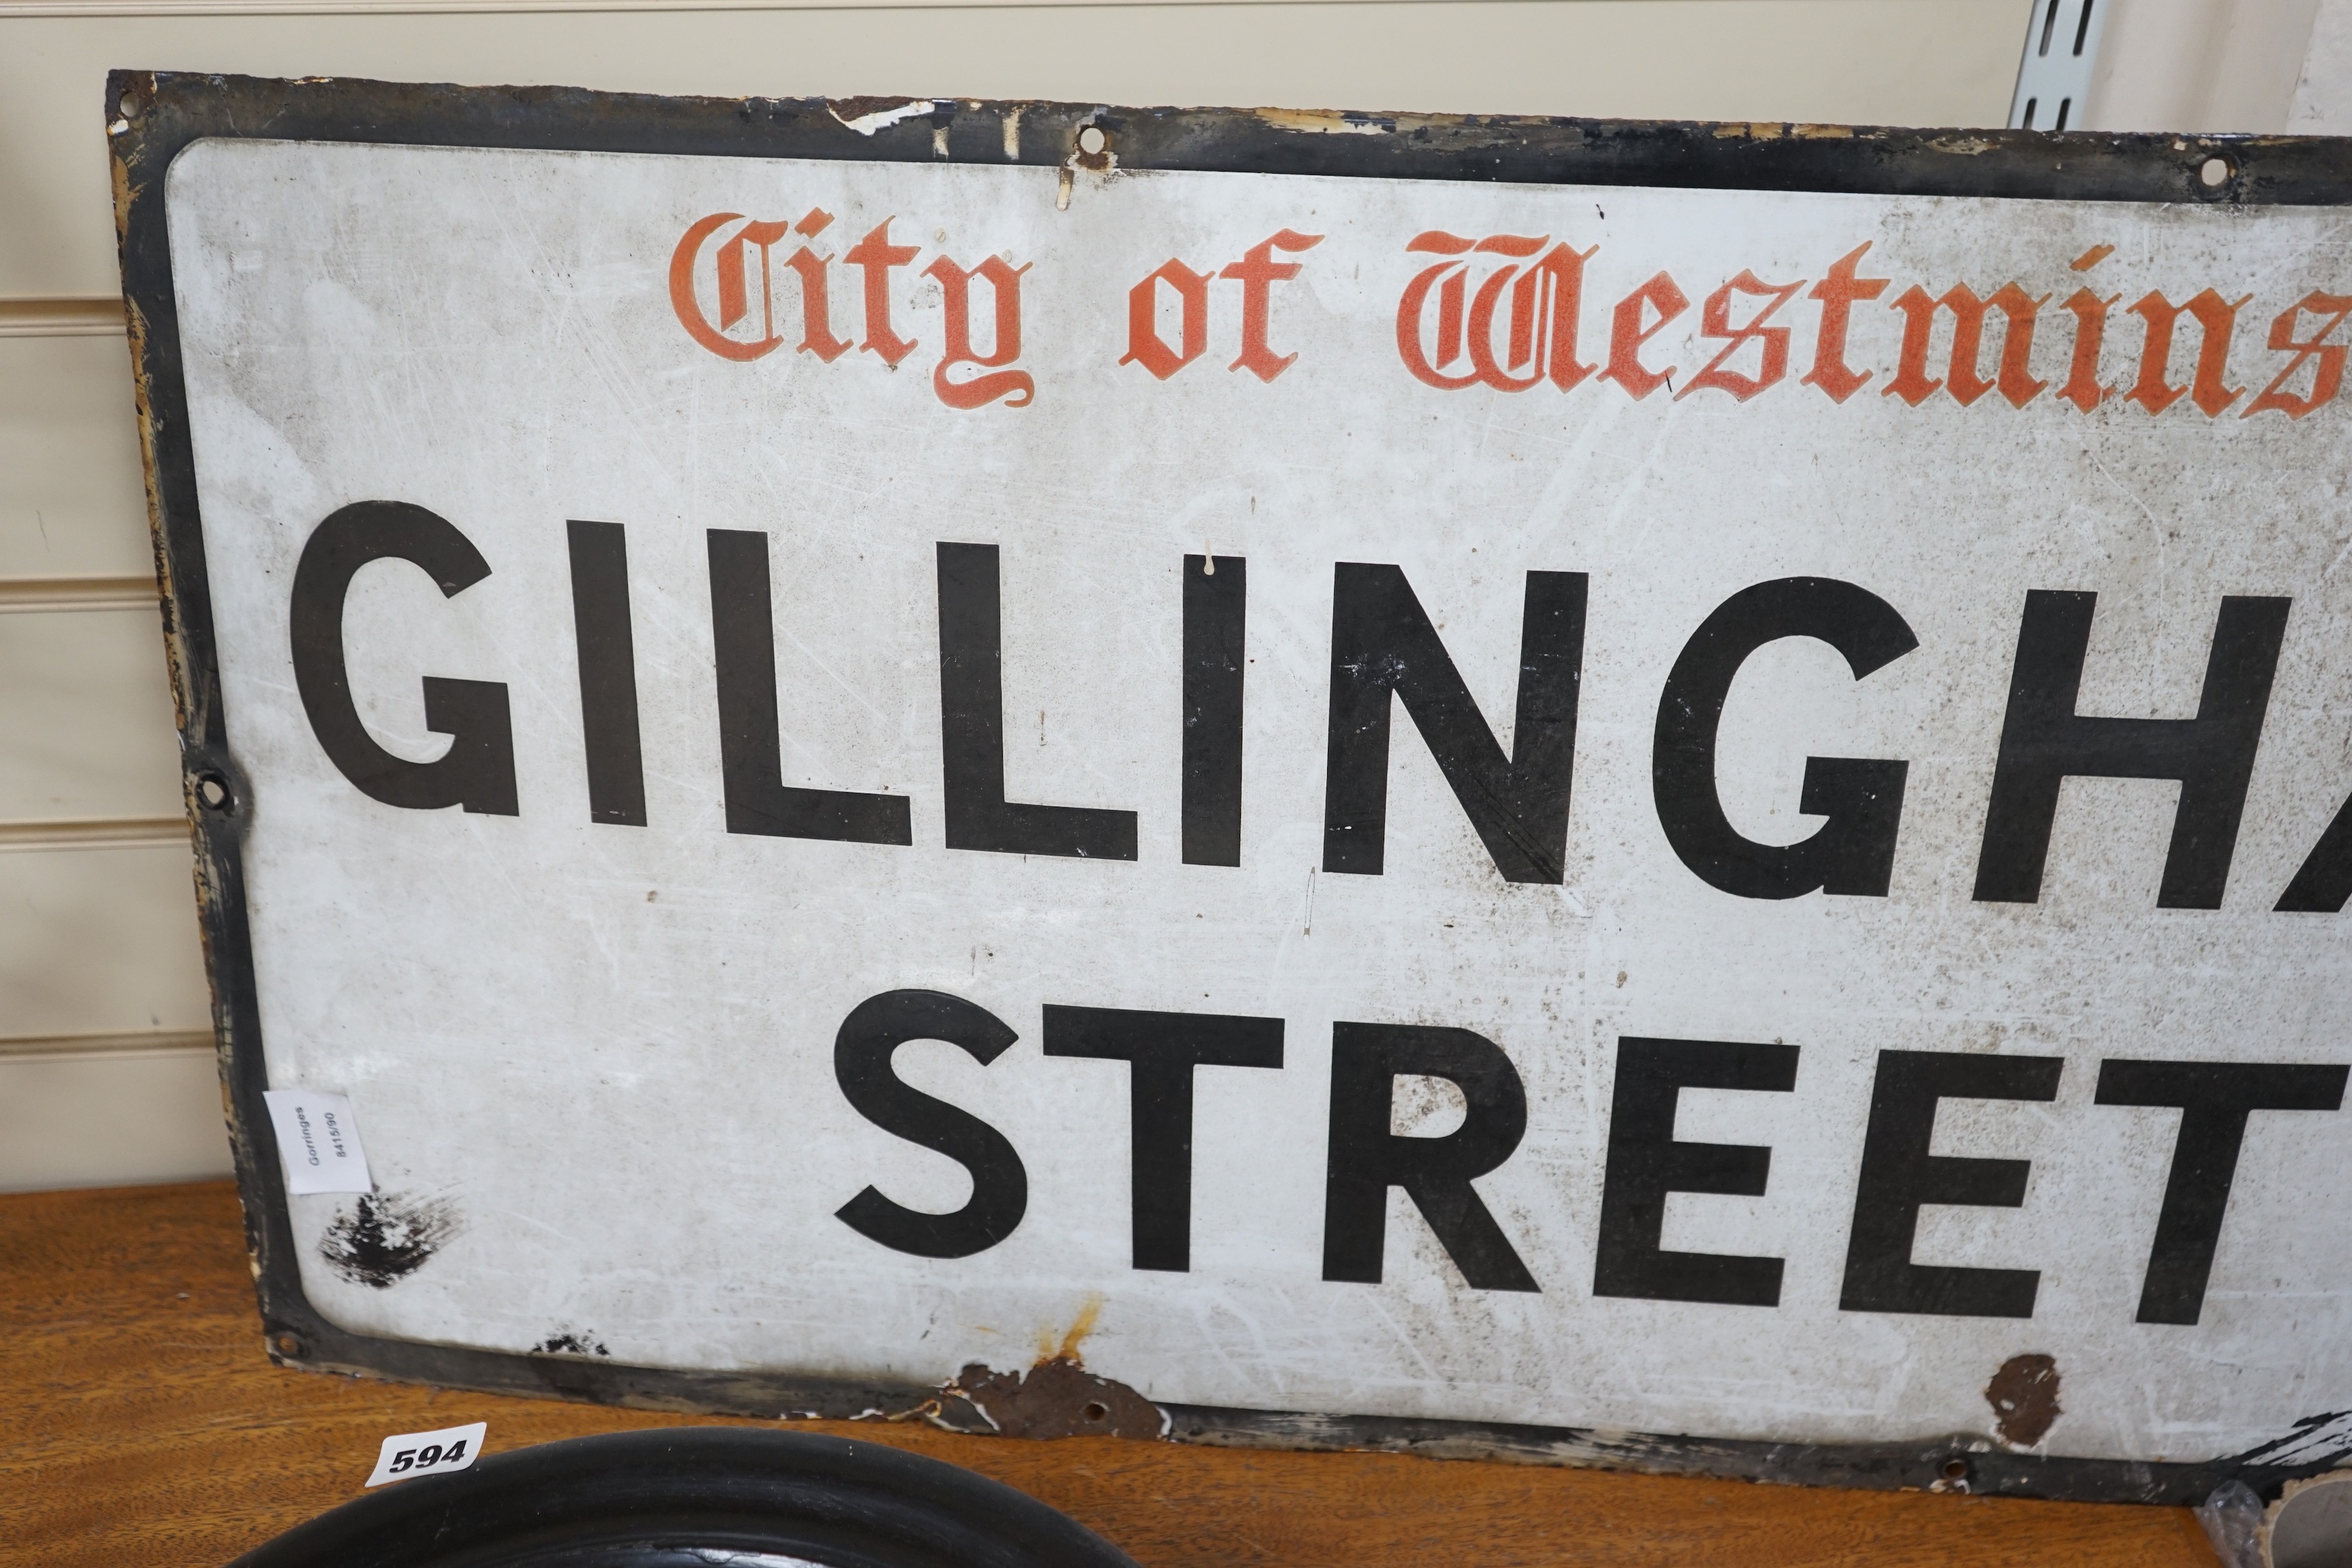 City of Westmins
GILLINGHA
STREET
Gorringes
8415/90
594